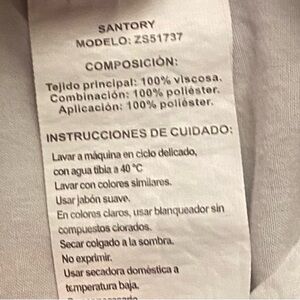 SANTORY
MODELO: ZS51737
COMPOSICIÓN:
Tejido principal: 100% viscosa.
Combinación: 100% poliéster.
Aplicación: 100% poliéster.
INSTRUCCIONES DE CUIDADO:
Lavar a máquina en ciclo delicado,
con agua tibia a 40 °C
Lavar con colores similares.
Usar jabón suave.
En colores claros, usar blanqueador sin
compuestos clorados.
Secar colgado a la sombra.
No exprimir.
Usar secadora doméstica a
temperatura baja.